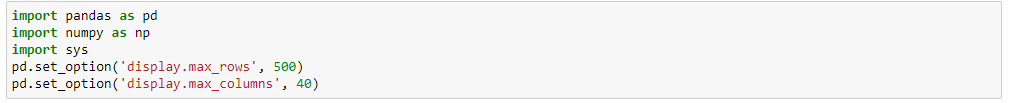 import pandas as pd
import numpy as np
import sys
pd.set_option('display.max_rows', 500)
pd.set_option('display.max_columns', 40)